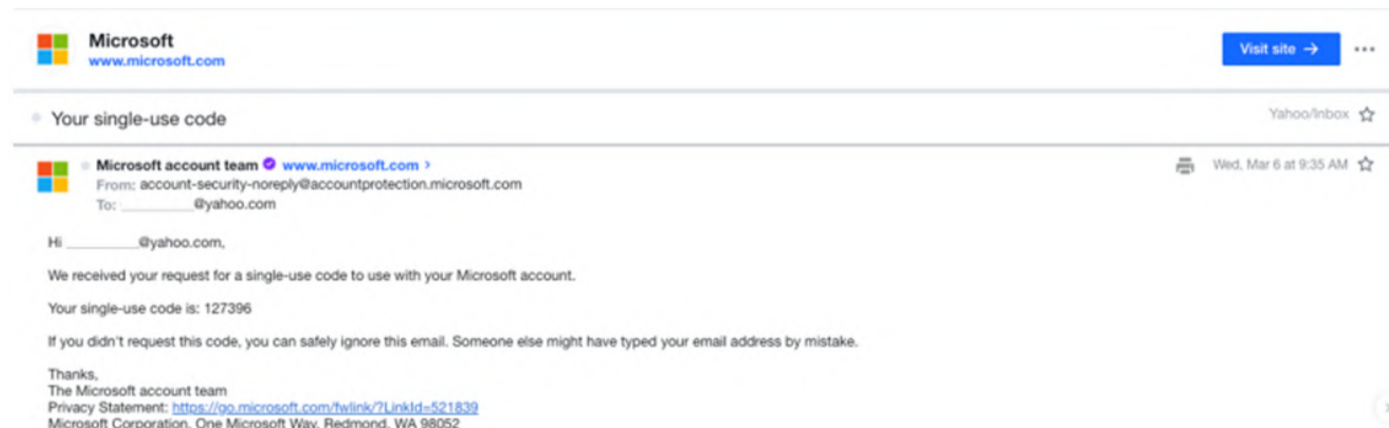 Microsoft
www.microsoft.com
Visit site →
Your single-use code
Yahoo/Inbox
Microsoft account team www.microsoft.com >
Wed, Mar 6 at 9:35 AM
From: account-security-noreply@accountprotection.microsoft.com
To: ________@yahoo.com
Hi ________@yahoo.com,
We received your request for a single-use code to use with your Microsoft account.
Your single-use code is: 127396
If you didn't request this code, you can safely ignore this email. Someone else might have typed your email address by mistake.
Thanks,
The Microsoft account team
Privacy Statement: https://go.microsoft.com/fwlink/?LinkId=521839
Microsoft Corporation, One Microsoft Way, Redmond, WA 98052